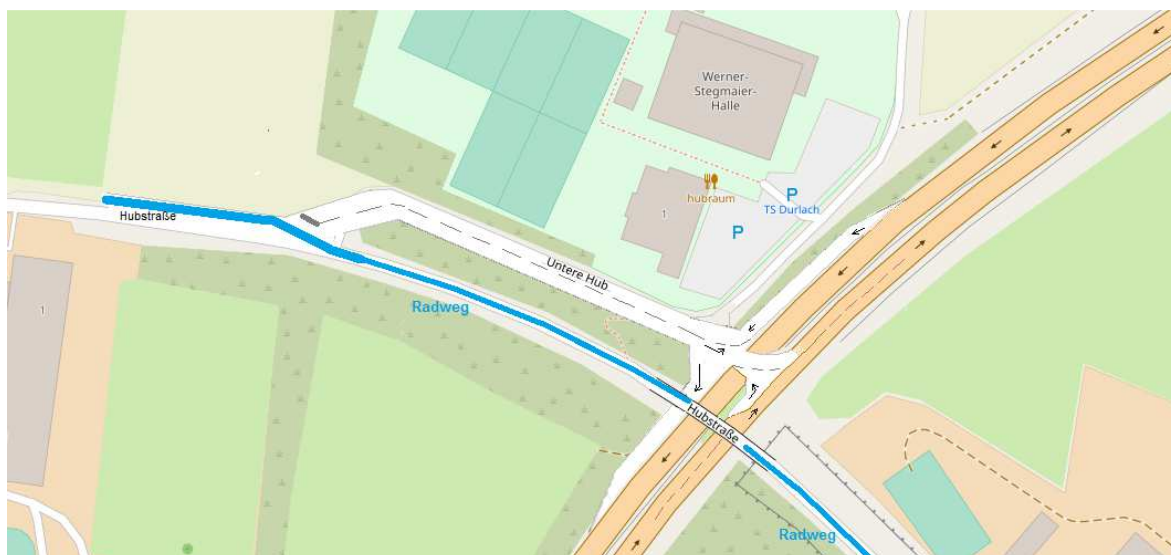 Werner-
Stegmaier-
Halle
hubraum
P
TS Durlach
1
P
Hubstraße
Untere Hub
1
Radweg
Hubstraße
Radweg